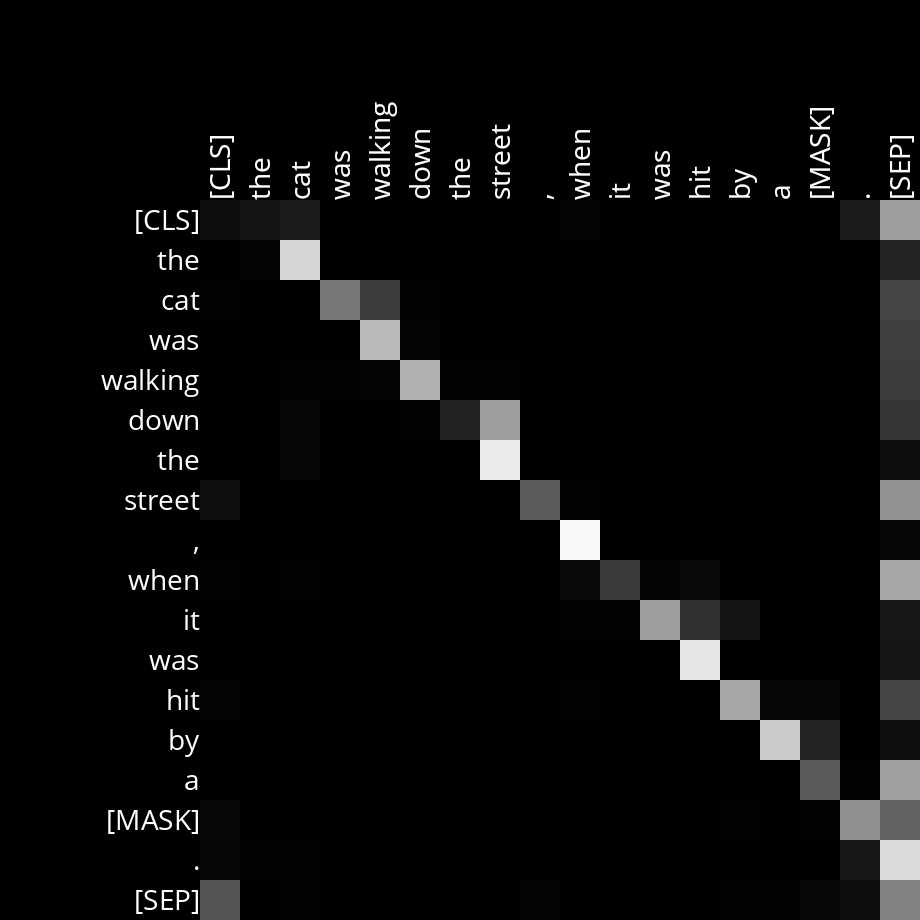 [CLS] the cat was walking down the street , when it was hit by a [MASK] . [SEP]
[CLS]
the
cat
was
walking
down
the
street
,
when
it
was
hit
by
a
[MASK]
.
[SEP]